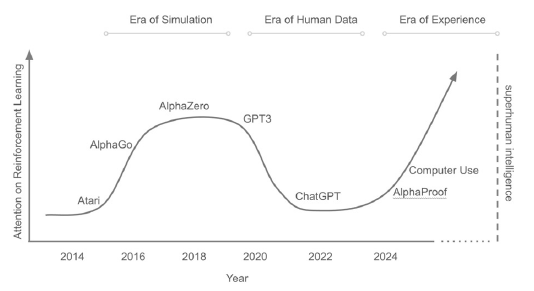 Era of Simulation
Era of Human Data
Era of Experience
Attention on Reinforcement Learning
AlphaZero
GPT3
AlphaGo
Atari
ChatGPT
Computer Use
AlphaProof
superhuman intelligence
2014
2016
2018
2020
2022
2024
Year